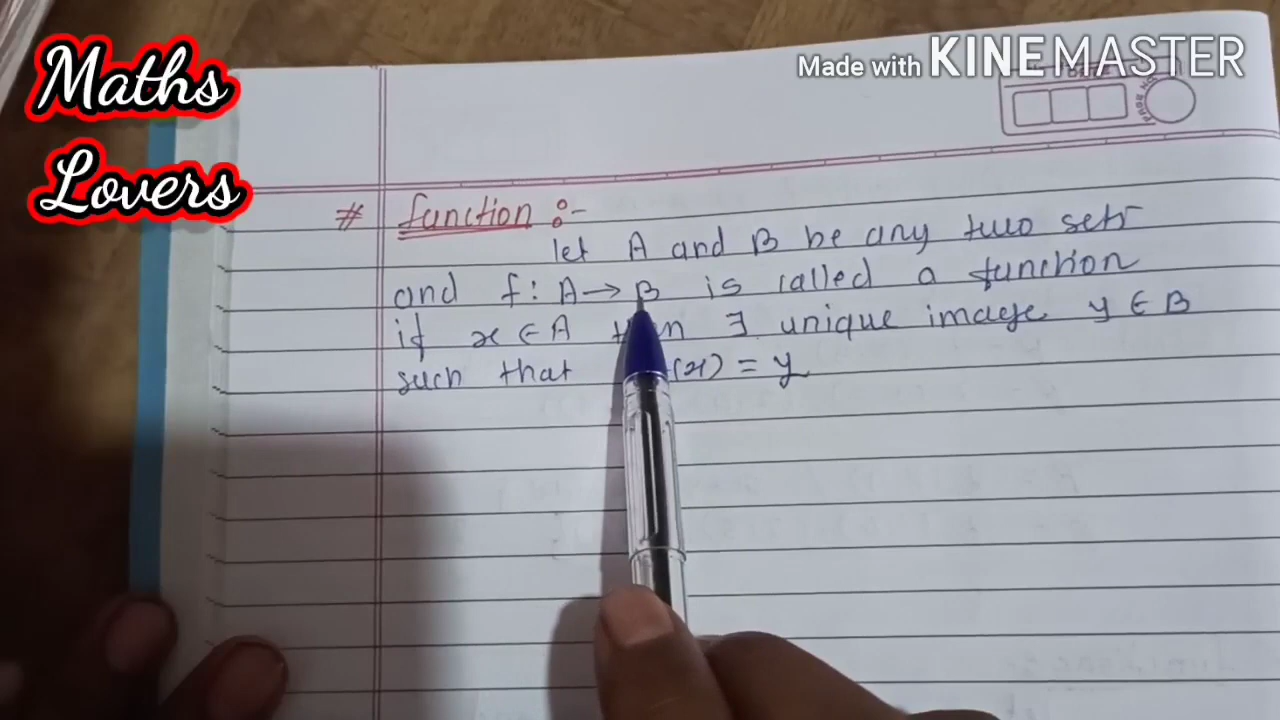 Maths
Lovers
Made with KINEMASTER
# function :-
let A and B be any two sets
and f: A → B is called a function
if x ∈ A then ∃ unique image y ∈ B
such that (x) = y